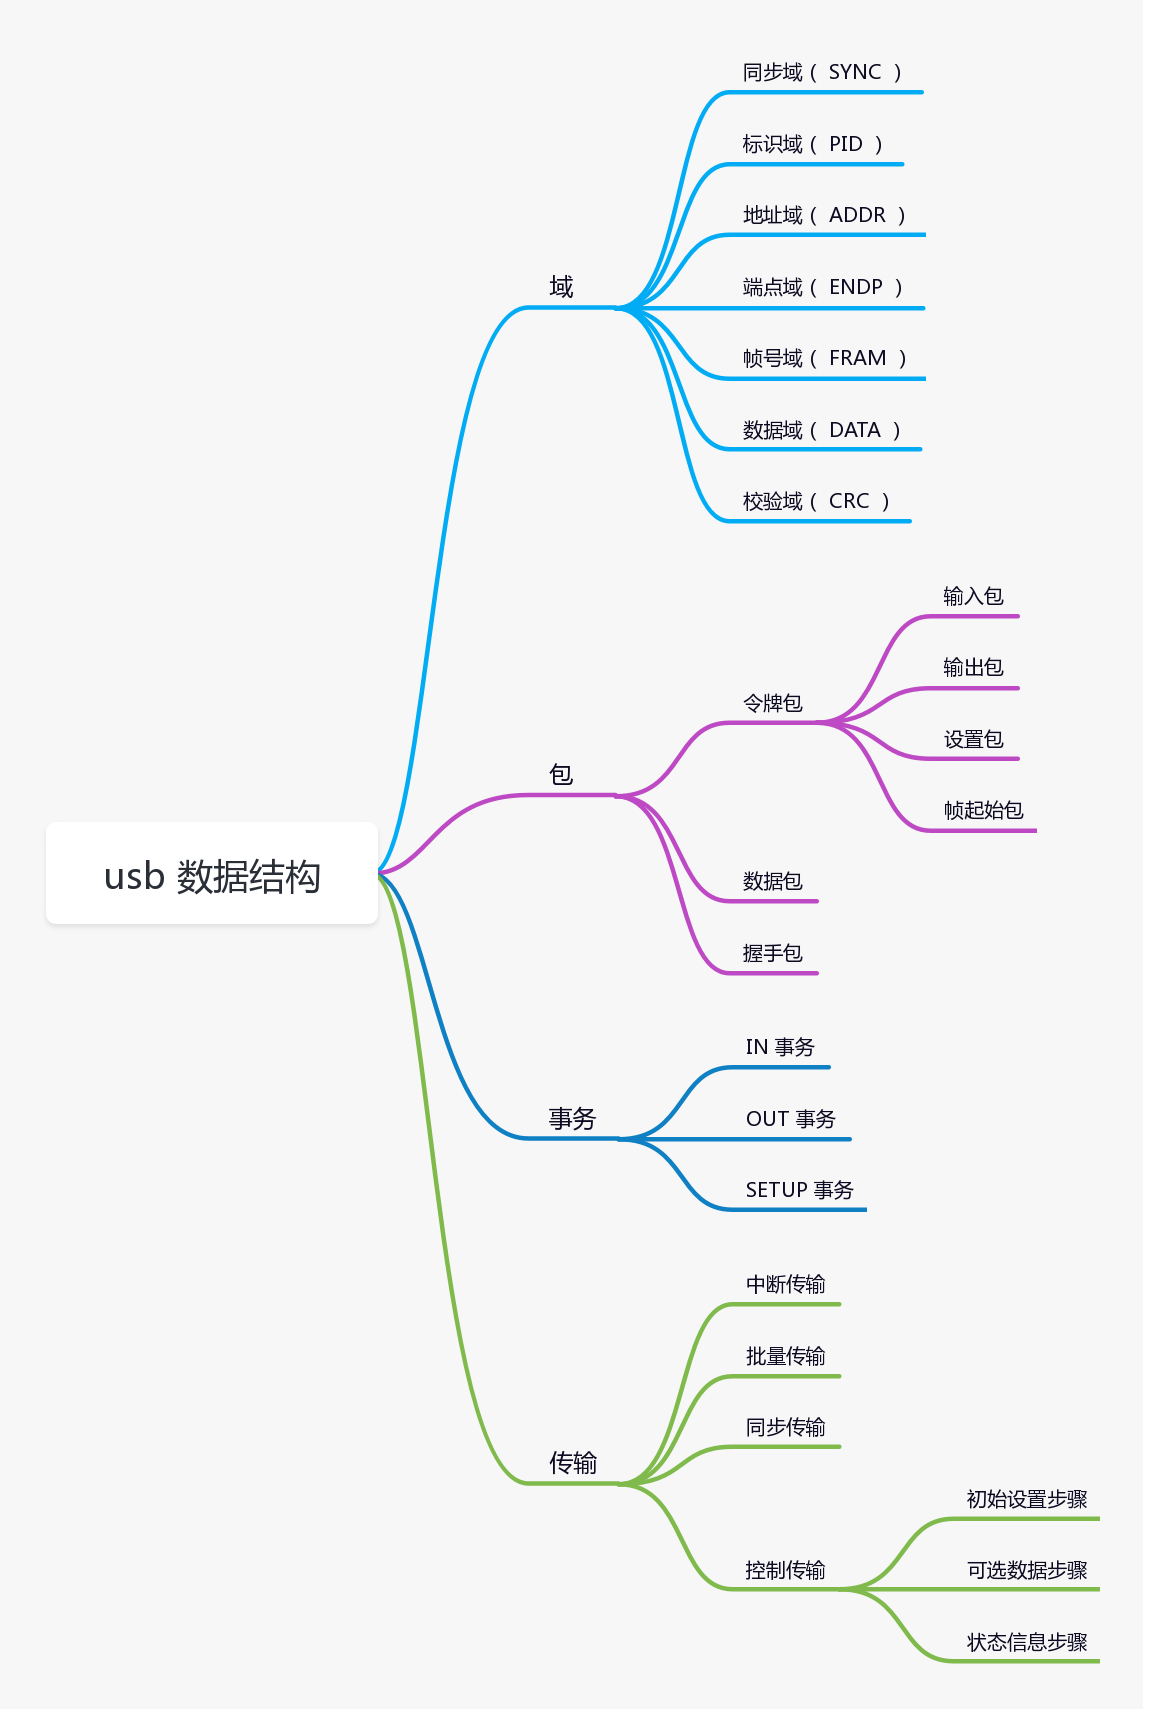 usb 数据结构
域
同步域（ SYNC ）
标识域（ PID ）
地址域（ ADDR ）
端点域（ ENDP ）
帧号域（ FRAM ）
数据域（ DATA ）
校验域（ CRC ）
包
令牌包
输入包
输出包
设置包
帧起始包
数据包
握手包
事务
IN 事务
OUT 事务
SETUP 事务
传输
中断传输
批量传输
同步传输
控制传输
初始设置步骤
可选数据步骤
状态信息步骤